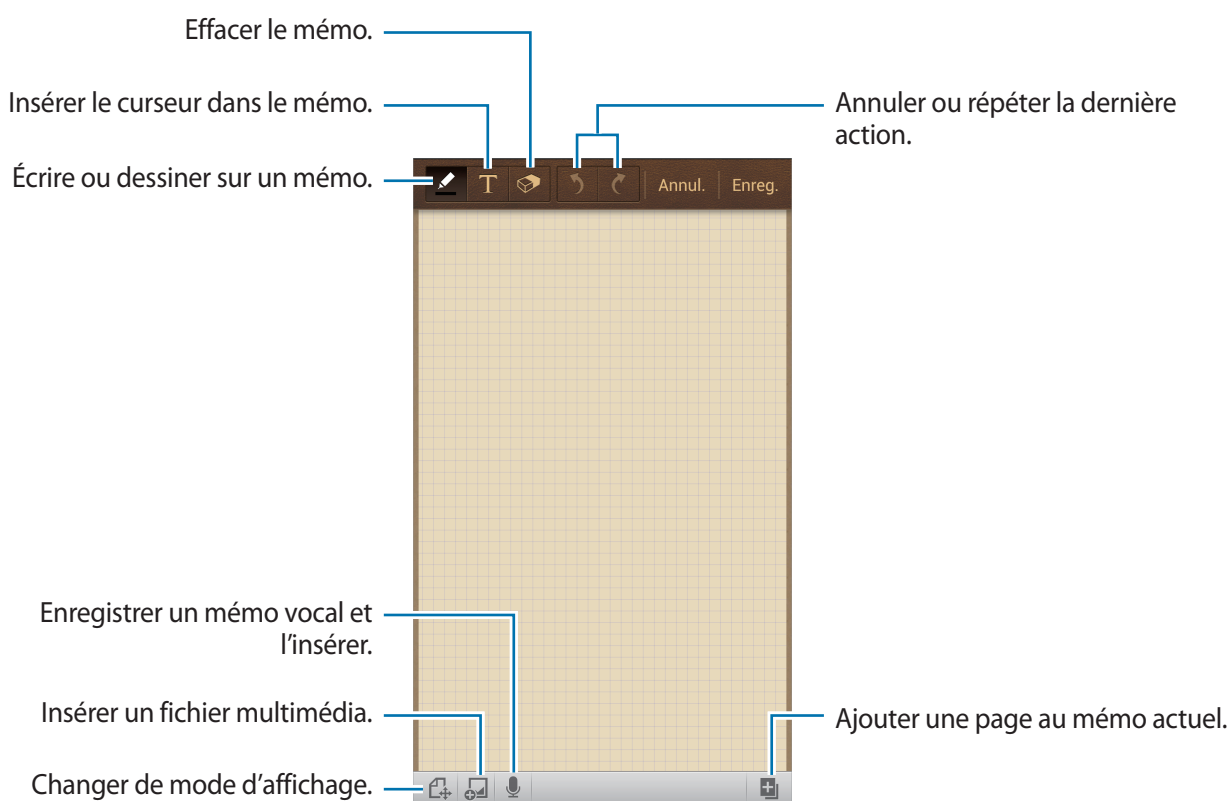 Effacer le mémo.
Insérer le curseur dans le mémo.
Annuler ou répéter la dernière
action.
Écrire ou dessiner sur un mémo.
T
Annul.
Enreg.
Enregistrer un mémo vocal et
l'insérer.
Insérer un fichier multimédia.
Ajouter une page au mémo actuel.
Changer de mode d'affichage.